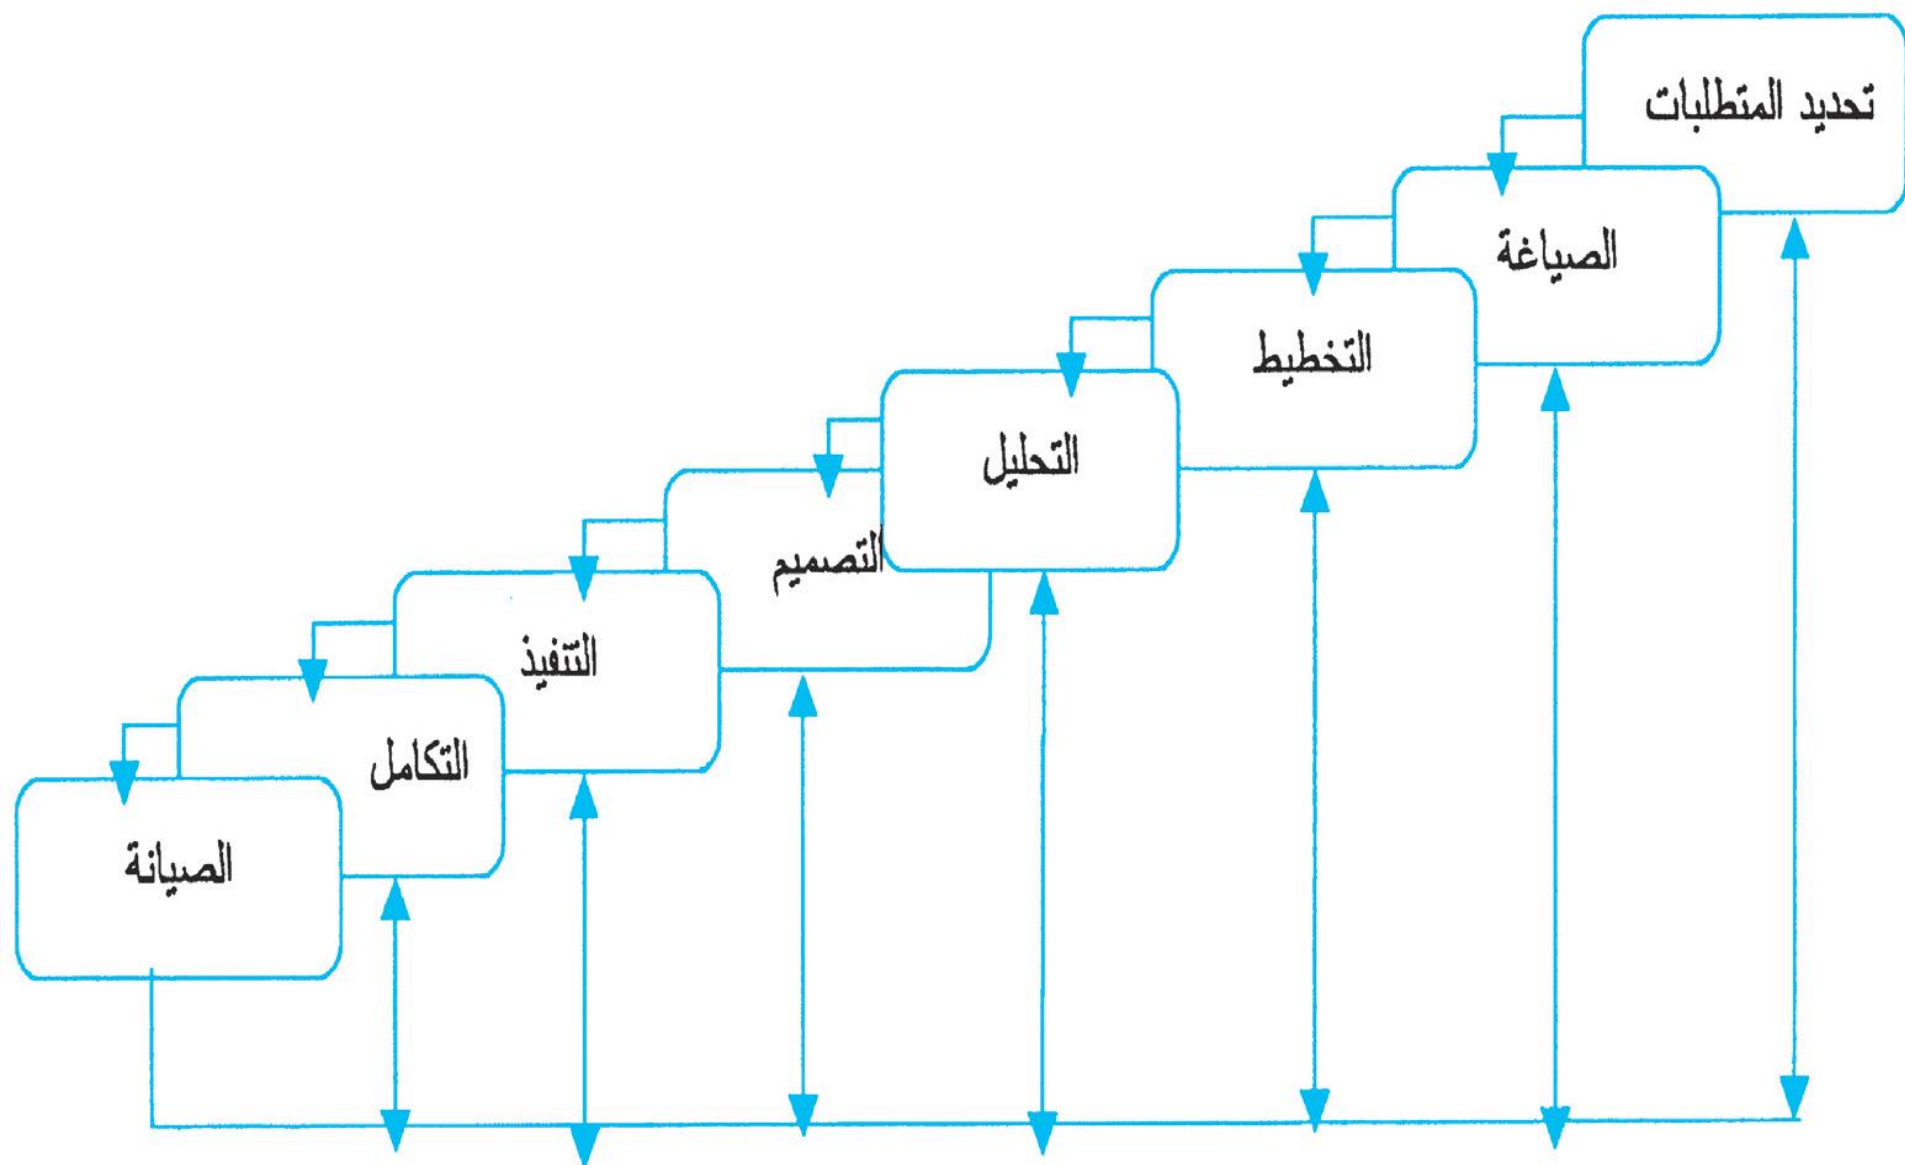 تحديد المتطلبات
الصياغة
التخطيط
التحليل
التصميم
التنفيذ
التكامل
الصيانة